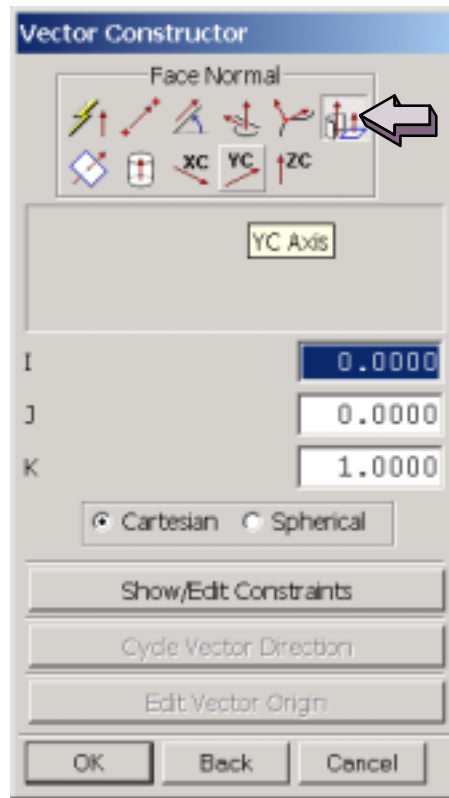 Vector Constructor
Face Normal
XC YC ZC
YC Axis
I 0.0000
J 0.0000
K 1.0000
Cartesian Spherical
Show/Edit Constraints
Cycle Vector Direction
Edit Vector Origin
OK Back Cancel